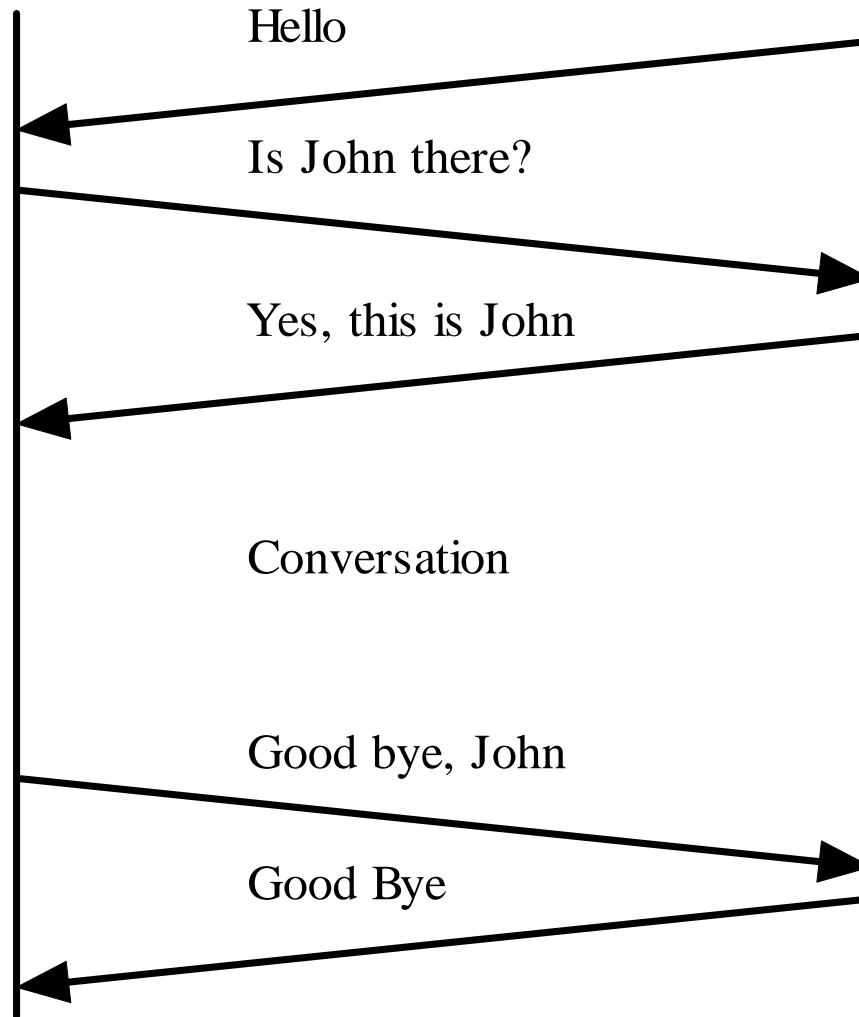 Hello
Is John there?
Yes, this is John
Conversation
Good bye, John
Good Bye